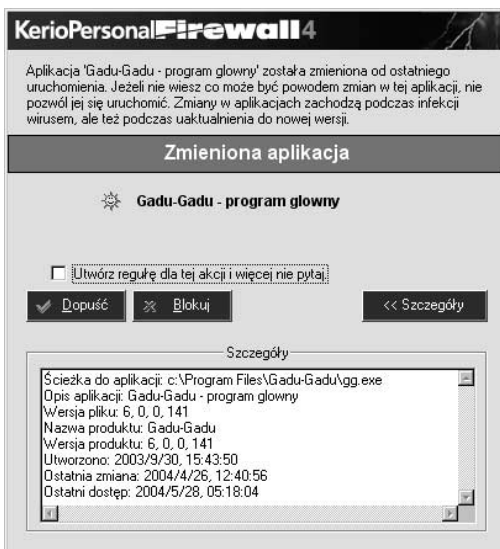 KerioPersonalFirewall4
Aplikacja 'Gadu-Gadu - program glowny' została zmieniona od ostatniego
uruchomienia. Jeżeli nie wiesz co może być powodem zmian w tej aplikacji, nie
pozwól jej się uruchomić. Zmiany w aplikacjach zachodzą podczas infekcji
wirusem, ale też podczas uaktualnienia do nowej wersji.
Zmieniona aplikacja
Gadu-Gadu - program glowny
Utwórz regułę dla tej akcji i więcej nie pytaj.
Dopuść Blokuj << Szczegóły
Szczegóły
Ścieżka do aplikacji: c:\Program Files\Gadu-Gadu\gg.exe
Opis aplikacji: Gadu-Gadu - program glowny
Wersja pliku: 6, 0, 0, 141
Nazwa produktu: Gadu-Gadu
Wersja produktu: 6, 0, 0, 141
Utworzono: 2003/9/30, 15:43:50
Ostatnia zmiana: 2004/4/26, 12:40:56
Ostatni dostęp: 2004/5/28, 05:18:04